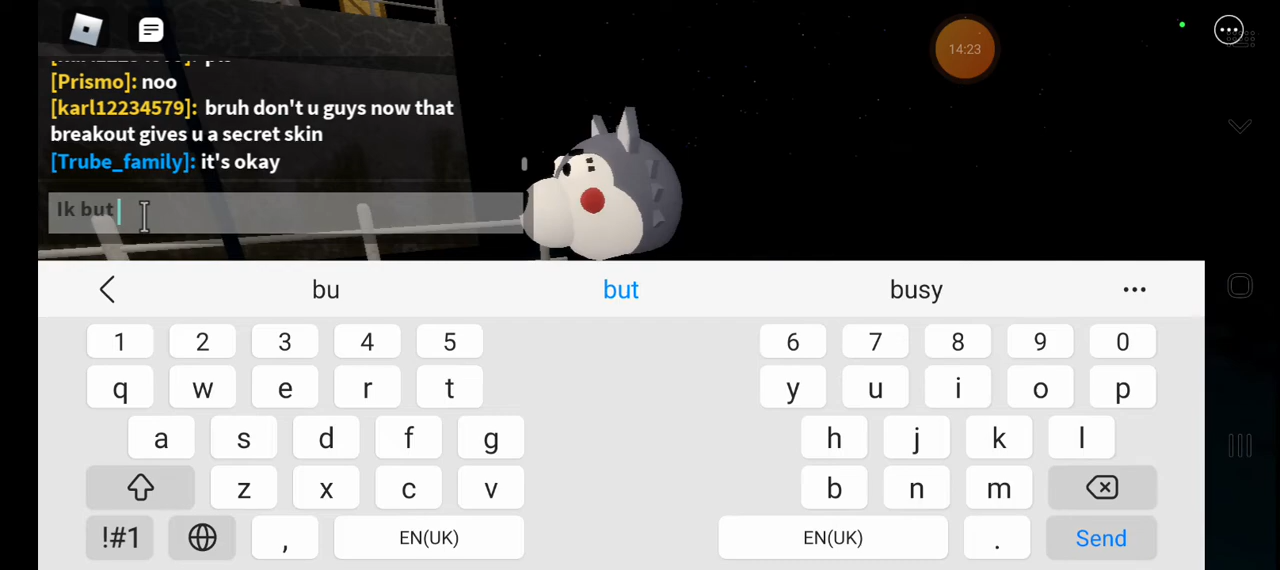 14:23
[Prismo]: noo
[karl12234579]: bruh don't u guys now that
breakout gives u a secret skin
[Trube_family]: it's okay
Ik but
bu but busy
1 2 3 4 5 6 7 8 9 0
q w e r t y u i o p
a s d f g h j k l
z x c v b n m
!#1 , EN(UK) EN(UK) . Send